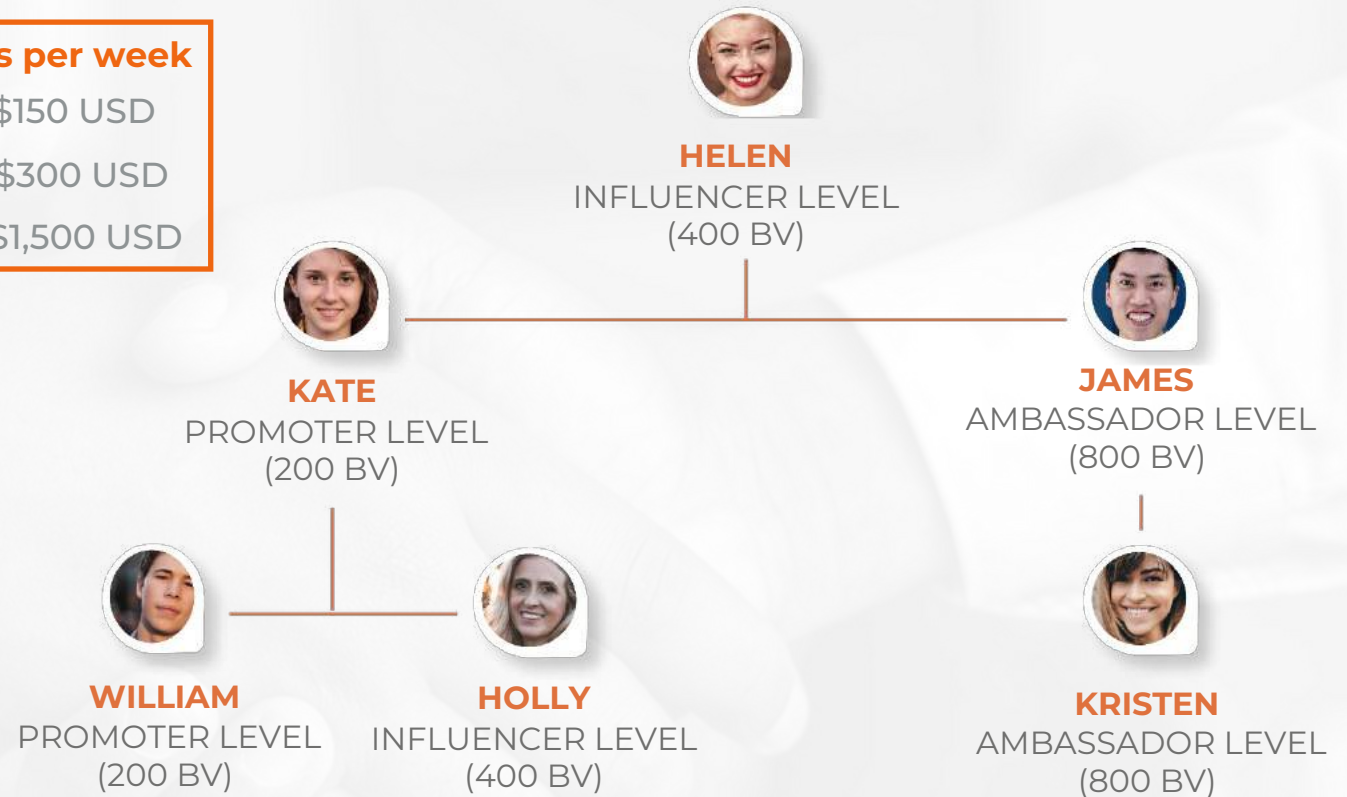 s per week
$150 USD
$300 USD
$1,500 USD
HELEN
INFLUENCER LEVEL
(400 BV)
KATE
PROMOTER LEVEL
(200 BV)
JAMES
AMBASSADOR LEVEL
(800 BV)
WILLIAM
PROMOTER LEVEL
(200 BV)
HOLLY
INFLUENCER LEVEL
(400 BV)
KRISTEN
AMBASSADOR LEVEL
(800 BV)